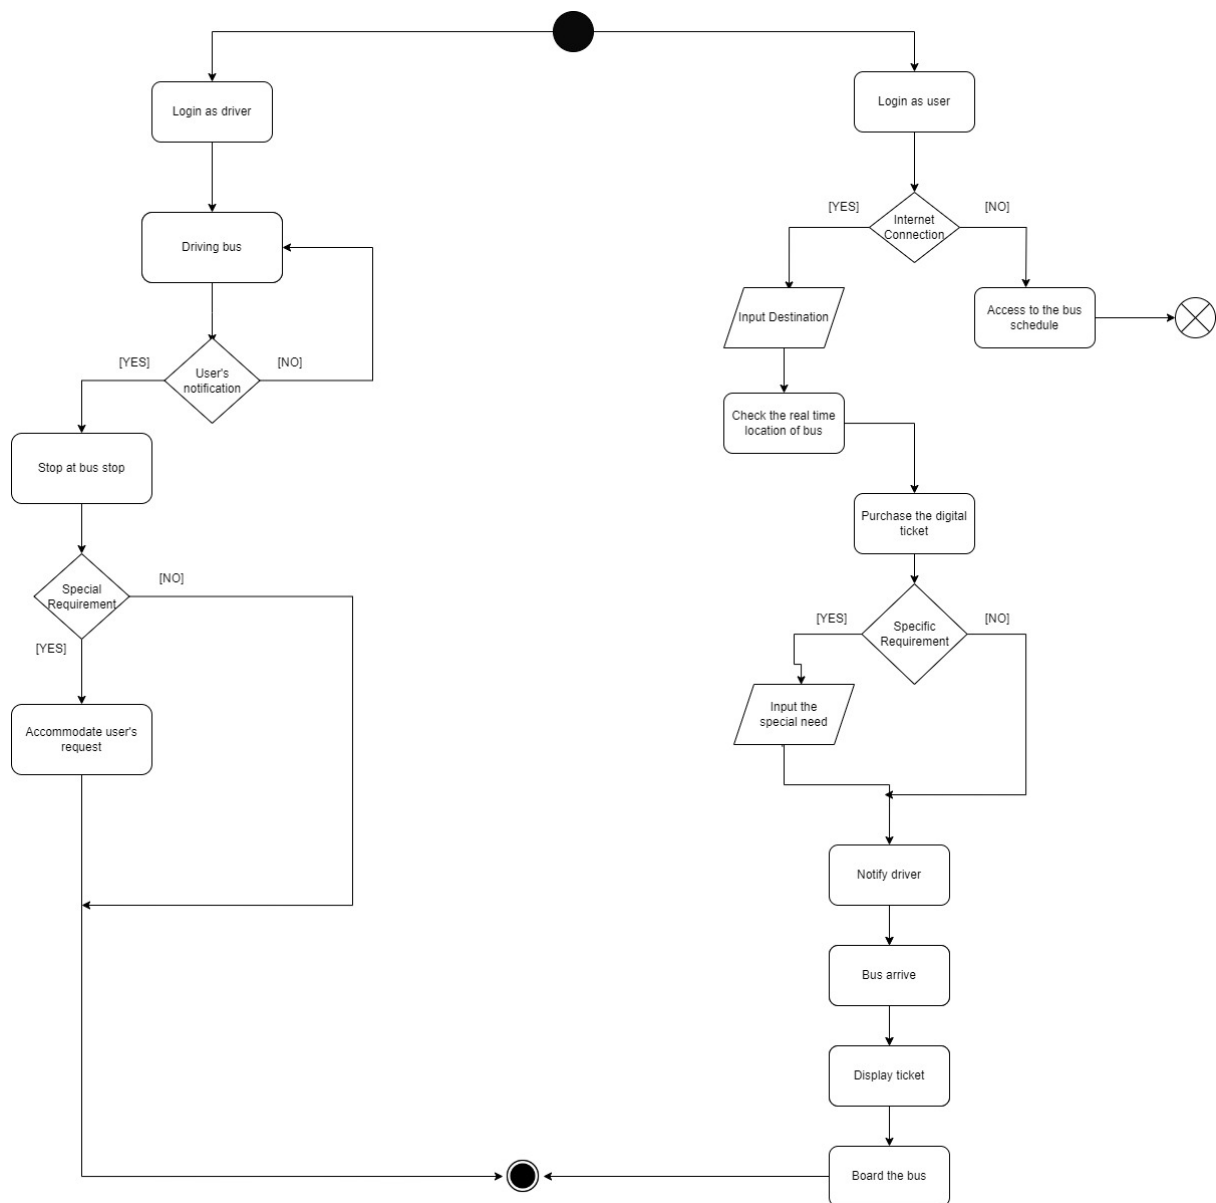 Login as driver
Login as user
Driving bus
[YES]
User's
notification
[NO]
Stop at bus stop
Special
Requirement
[NO]
[YES]
Accommodate user's
request
[YES]
Internet
Connection
[NO]
Input Destination
Access to the bus
schedule
Check the real time
location of bus
Purchase the digital
ticket
[YES]
Specific
Requirement
[NO]
Input the
special need
Notify driver
Bus arrive
Display ticket
Board the bus